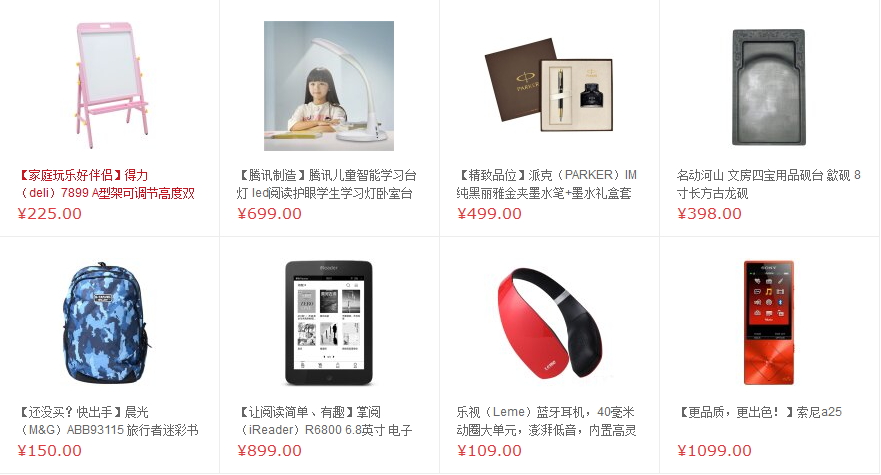 【家庭玩乐好伴侣】得力
（deli）7899 A型架可调节高度双
¥225.00
【腾讯制造】腾讯儿童智能学习台
灯 led阅读护眼学生学习灯卧室台
¥699.00
PARKER
PARKER
【精致品位】派克（PARKER）IM
纯黑丽雅金夹墨水笔+墨水礼盒套
¥499.00
名动河山 文房四宝用品砚台 歙砚 8
寸长方古龙砚
¥398.00
【还没买？快出手】晨光
（M&G）ABB93115 旅行者迷彩书
¥150.00
iReader
【让阅读简单、有趣】掌阅
（iReader）R6800 6.8英寸 电子
¥899.00
Leme
乐视（Leme）蓝牙耳机，40毫米
动圈大单元，澎湃低音，内置高灵
¥109.00
SONY
【更品质，更出色！】索尼a25
¥1099.00